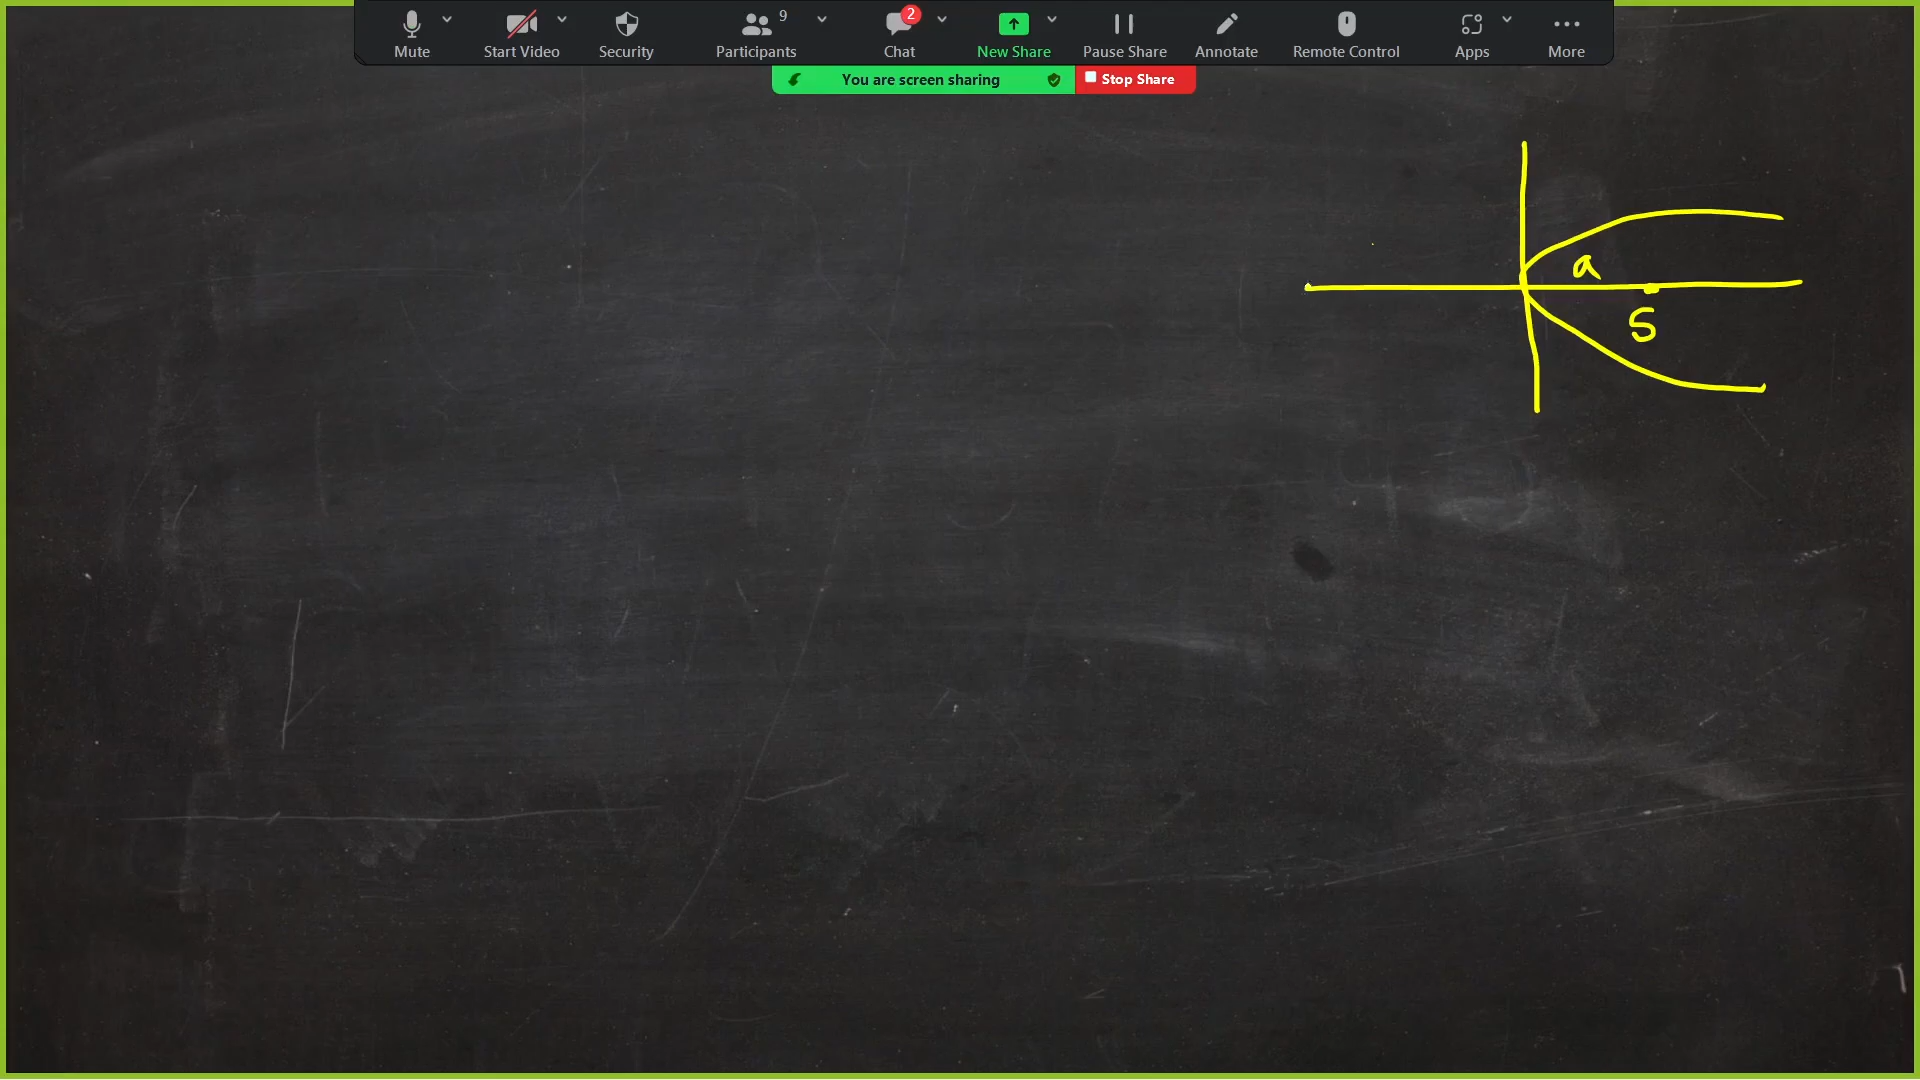 Mute
Start Video
Security
Participants 9
Chat 2
New Share
Pause Share
Annotate
Remote Control
Apps
More
You are screen sharing
Stop Share
a
S